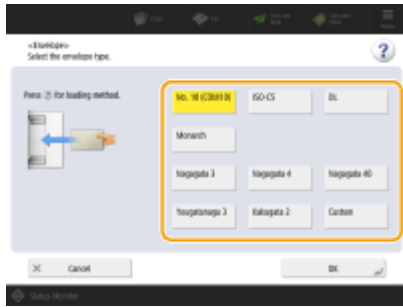 <Envelope>
Select the envelope type.
Press ? for loading method.
No. 10 (COM10)
ISO-C5
DL
Monarch
Nagagata 3
Nagagata 4
Nagagata 40
Yougatanaga 3
Kakugata 2
Custom
Cancel
OK
Status Monitor